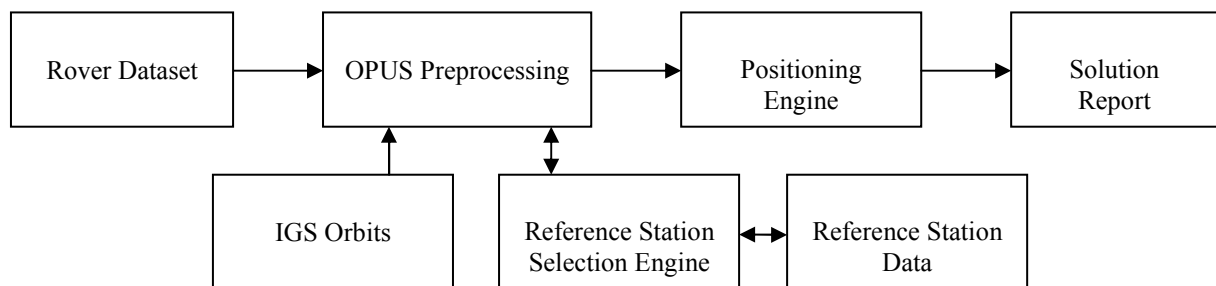 Rover Dataset
OPUS Preprocessing
Positioning
Engine
Solution
Report
IGS Orbits
Reference Station
Selection Engine
Reference Station
Data